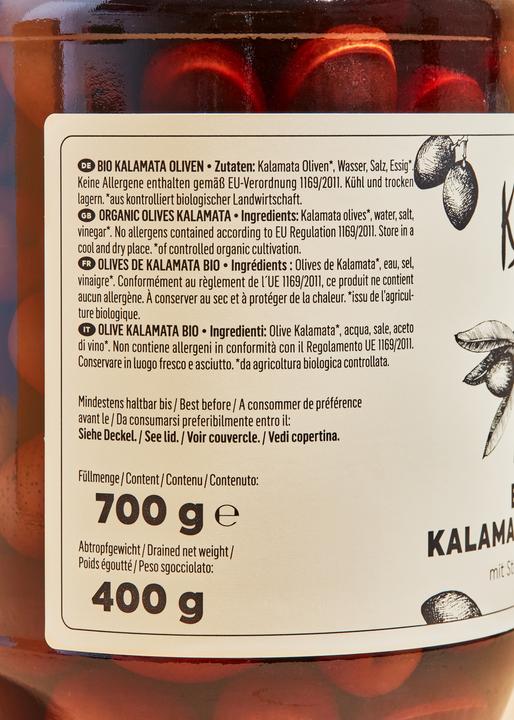 DE BIO KALAMATA OLIVEN • Zutaten: Kalamata Oliven*, Wasser, Salz, Essig*.
Keine Allergene enthalten gemäß EU-Verordnung 1169/2011. Kühl und trocken
lagern. *aus kontrolliert biologischer Landwirtschaft.
GB ORGANIC OLIVES KALAMATA • Ingredients: Kalamata olives*, water, salt,
vinegar*. No allergens contained according to EU Regulation 1169/2011. Store in a
cool and dry place. *of controlled organic cultivation.
FR OLIVES DE KALAMATA BIO • Ingrédients : Olives de Kalamata*, eau, sel,
vinaigre*. Conformément au règlement de l'UE 1169/2011, ce produit ne contient
aucun allergène. À conserver au sec et à protéger de la chaleur. *issu de l'agricul-
ture biologique.
IT OLIVE KALAMATA BIO • Ingredienti: Olive Kalamata*, acqua, sale, aceto
di vino*. Non contiene allergeni in conformità con il Regolamento UE 1169/2011.
Conservare in luogo fresco e asciutto. *da agricoltura biologica controllata.
Mindestens haltbar bis / Best before / A consommer de préférence
avant le / Da consumarsi preferibilmente entro il:
Siehe Deckel. / See lid. / Voir couvercle. / Vedi copertina.
Füllmenge / Content / Contenu / Contenuto:
700 g ℮
Abtropfgewicht / Drained net weight /
Poids égoutté / Peso sgocciolato:
400 g
KALAMA
mit St